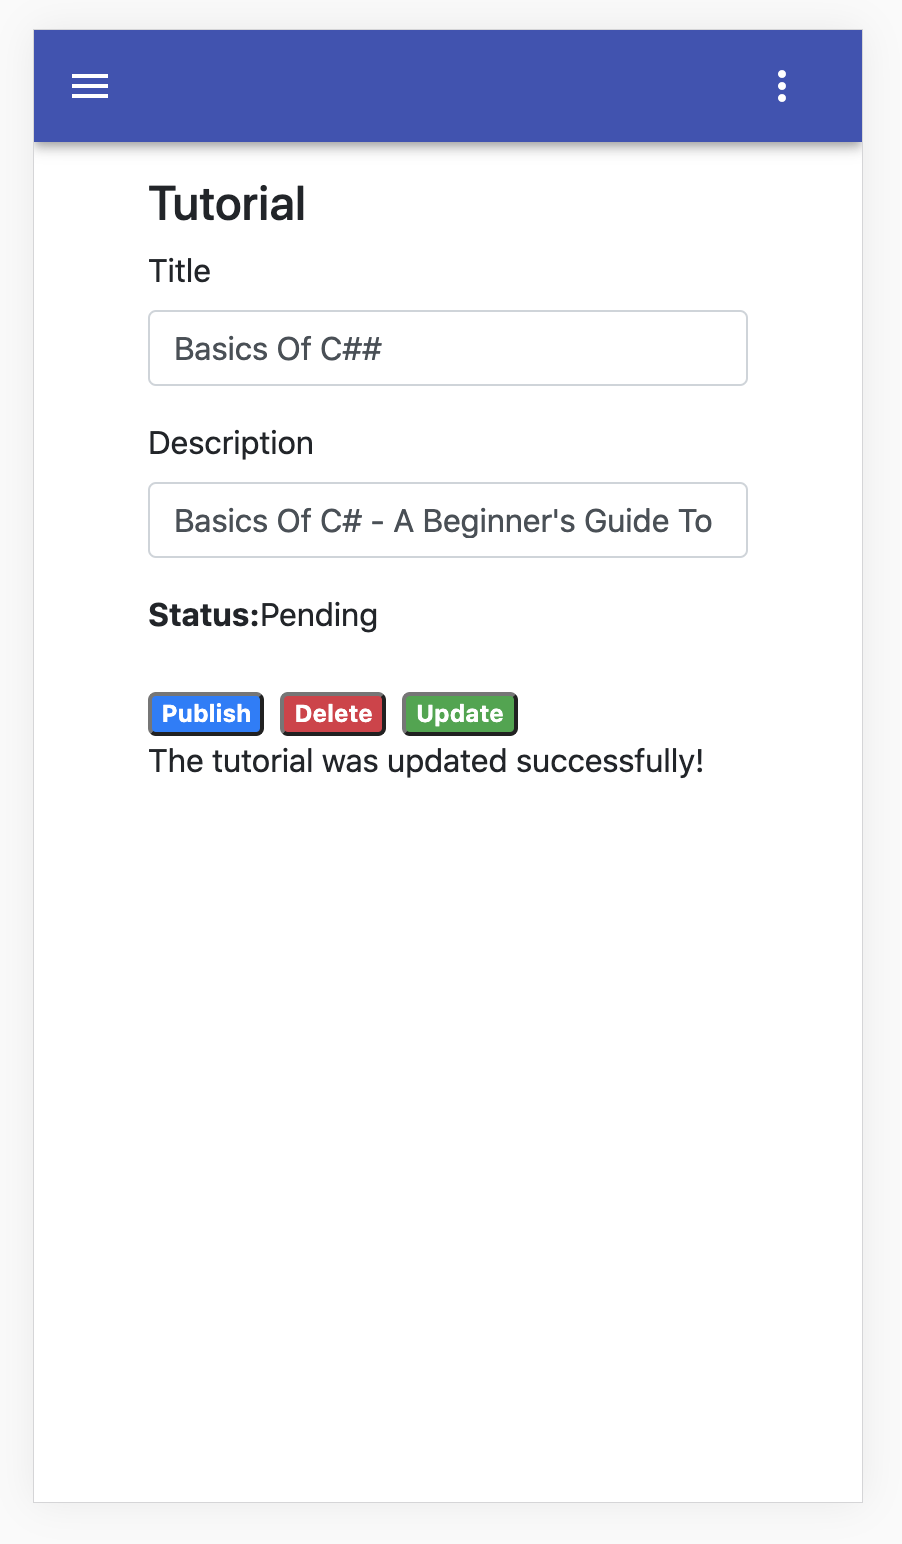 Tutorial
Title
Basics Of C##
Description
Basics Of C# - A Beginner's Guide To
Status:Pending
Publish Delete Update
The tutorial was updated successfully!